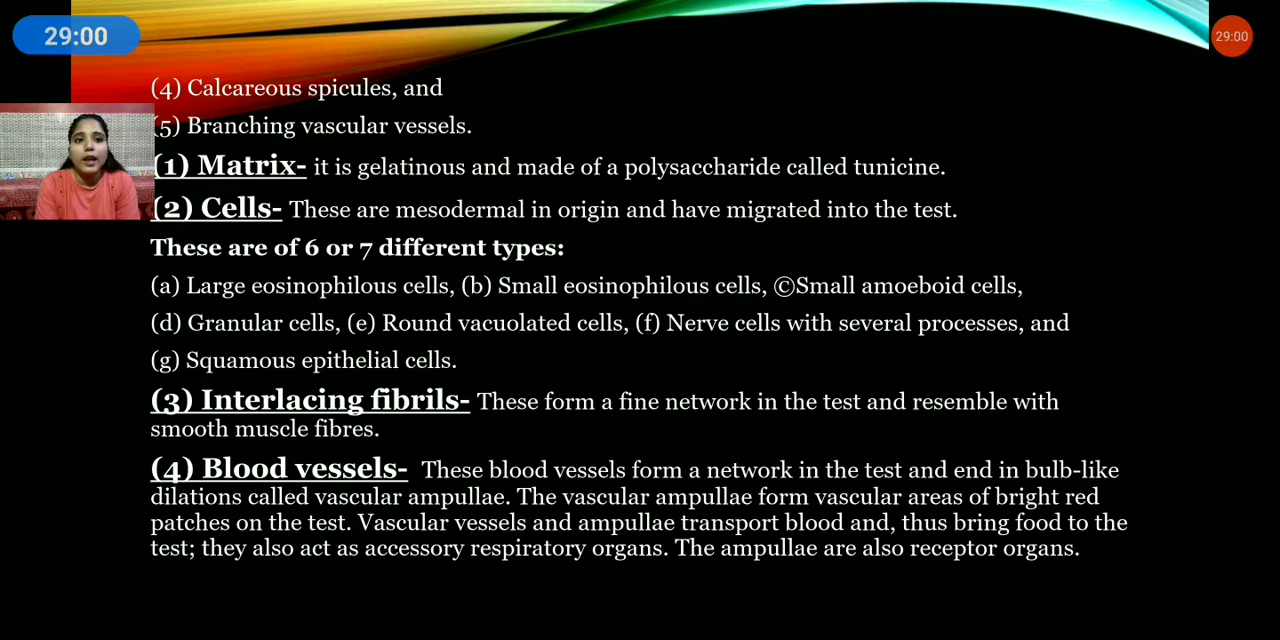 29:00
29:00
(4) Calcareous spicules, and
(5) Branching vascular vessels.
(1) Matrix- it is gelatinous and made of a polysaccharide called tunicine.
(2) Cells- These are mesodermal in origin and have migrated into the test.
These are of 6 or 7 different types:
(a) Large eosinophilous cells, (b) Small eosinophilous cells, ©Small amoeboid cells,
(d) Granular cells, (e) Round vacuolated cells, (f) Nerve cells with several processes, and
(g) Squamous epithelial cells.
(3) Interlacing fibrils- These form a fine network in the test and resemble with
smooth muscle fibres.
(4) Blood vessels- These blood vessels form a network in the test and end in bulb-like
dilations called vascular ampullae. The vascular ampullae form vascular areas of bright red
patches on the test. Vascular vessels and ampullae transport blood and, thus bring food to the
test; they also act as accessory respiratory organs. The ampullae are also receptor organs.